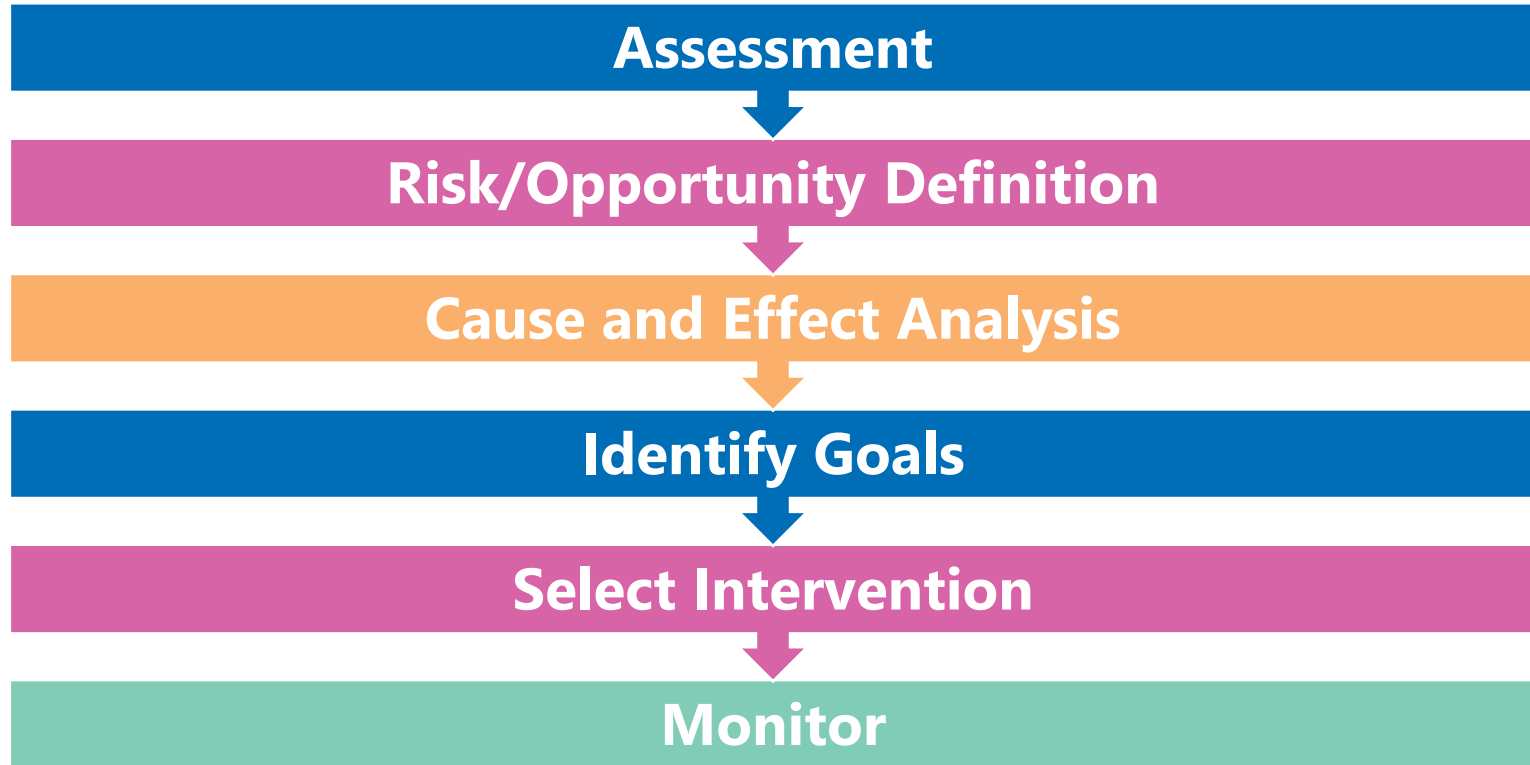 Assessment
Risk/Opportunity Definition
Cause and Effect Analysis
Identify Goals
Select Intervention
Monitor